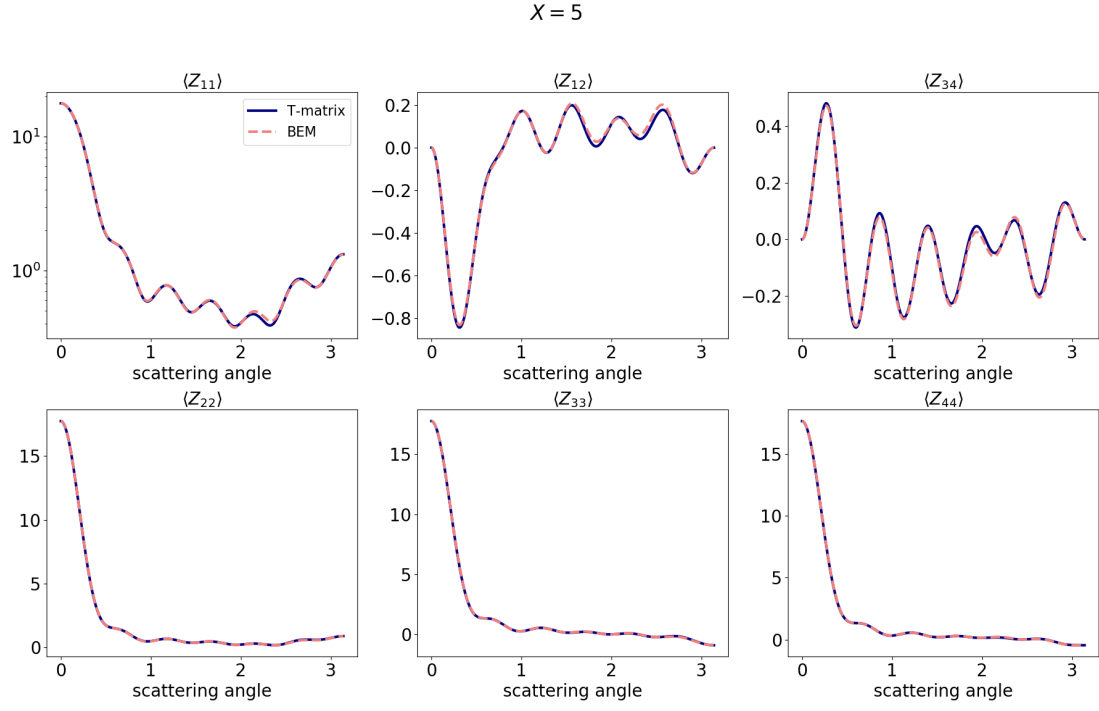 X = 5
⟨Z₁₁⟩
T-matrix
BEM
10¹
10⁰
0 1 2 3
scattering angle
⟨Z₁₂⟩
0.2
0.0
−0.2
−0.4
−0.6
−0.8
0 1 2 3
scattering angle
⟨Z₃₄⟩
0.4
0.2
0.0
−0.2
0 1 2 3
scattering angle
⟨Z₂₂⟩
15
10
5
0
0 1 2 3
scattering angle
⟨Z₃₃⟩
15
10
5
0
0 1 2 3
scattering angle
⟨Z₄₄⟩
15
10
5
0
0 1 2 3
scattering angle